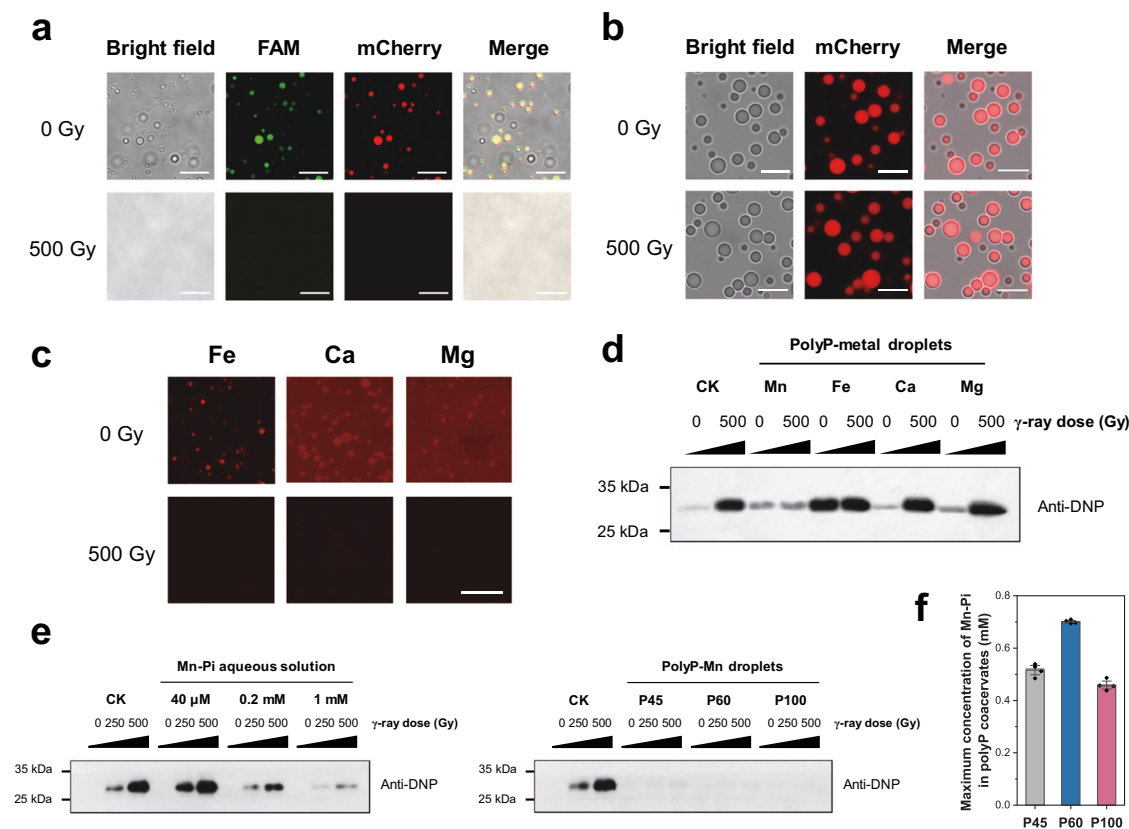 a
Bright field FAM mCherry Merge
0 Gy
500 Gy
b
Bright field mCherry Merge
0 Gy
500 Gy
c
Fe Ca Mg
0 Gy
500 Gy
d
PolyP-metal droplets
CK Mn Fe Ca Mg
0 500 0 500 0 500 0 500 0 500 γ-ray dose (Gy)
35 kDa
25 kDa
Anti-DNP
e
Mn-Pi aqueous solution
CK 40 µM 0.2 mM 1 mM
0 250 500 0 250 500 0 250 500 0 250 500 γ-ray dose (Gy)
35 kDa
25 kDa
Anti-DNP
PolyP-Mn droplets
CK P45 P60 P100
0 250 500 0 250 500 0 250 500 0 250 500 γ-ray dose (Gy)
35 kDa
25 kDa
Anti-DNP
f
Maximum concentration of Mn-Pi
in polyP coacervates (mM)
0.8
0.6
0.4
0.2
0.0
P45 P60 P100